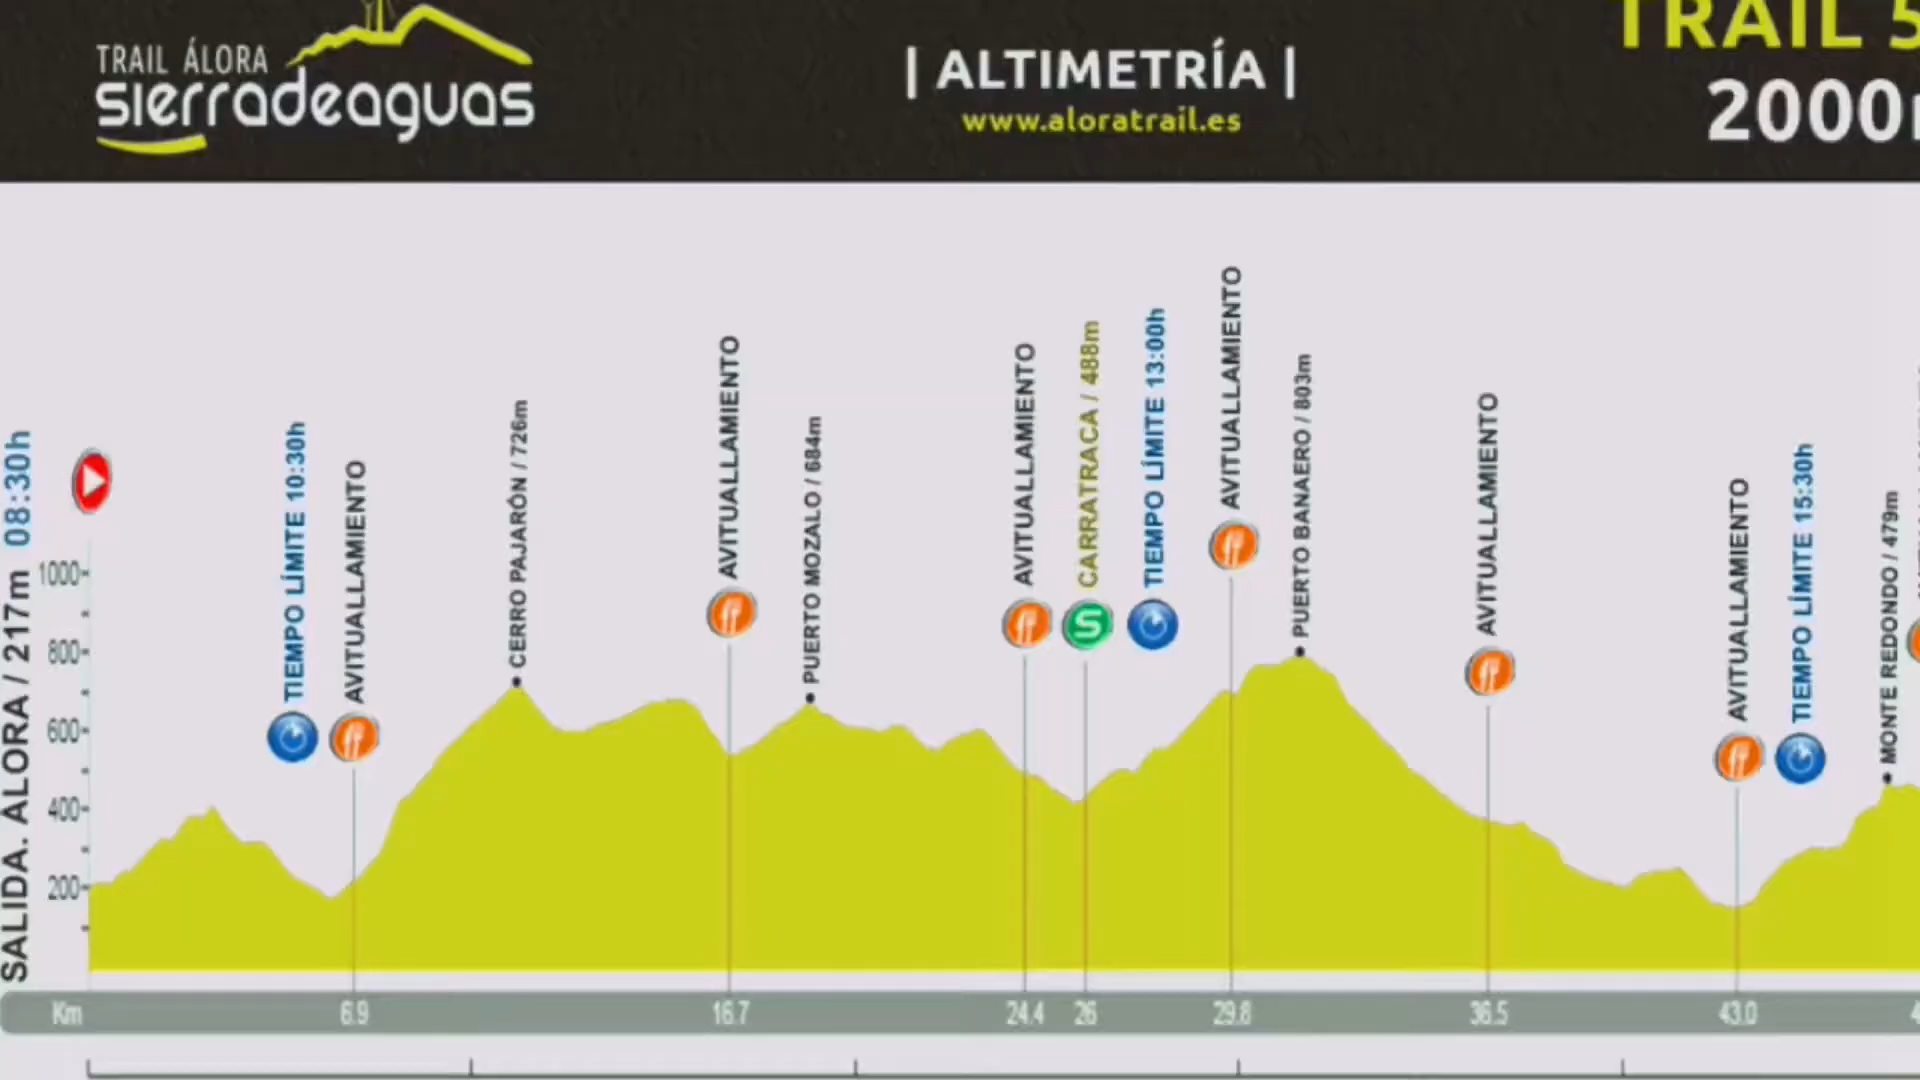 TRAIL ÁLORA
sierradeaguas
| ALTIMETRÍA |
www.aloratrail.es
TRAIL 5
2000
SALIDA. ÁLORA / 217m 08:30h
TIEMPO LÍMITE 10:30h
AVITUALLAMIENTO
CERRO PAJARÓN / 726m
AVITUALLAMIENTO
PUERTO MOZALO / 684m
AVITUALLAMIENTO
S
CARRATRACA / 488m
TIEMPO LÍMITE 13:00h
AVITUALLAMIENTO
PUERTO BANAERO / 803m
AVITUALLAMIENTO
AVITUALLAMIENTO
TIEMPO LÍMITE 15:30h
MONTE REDONDO / 479m
1000
800
600
400
200
Km 6.9 16.7 24.4 26 29.8 36.5 43.0